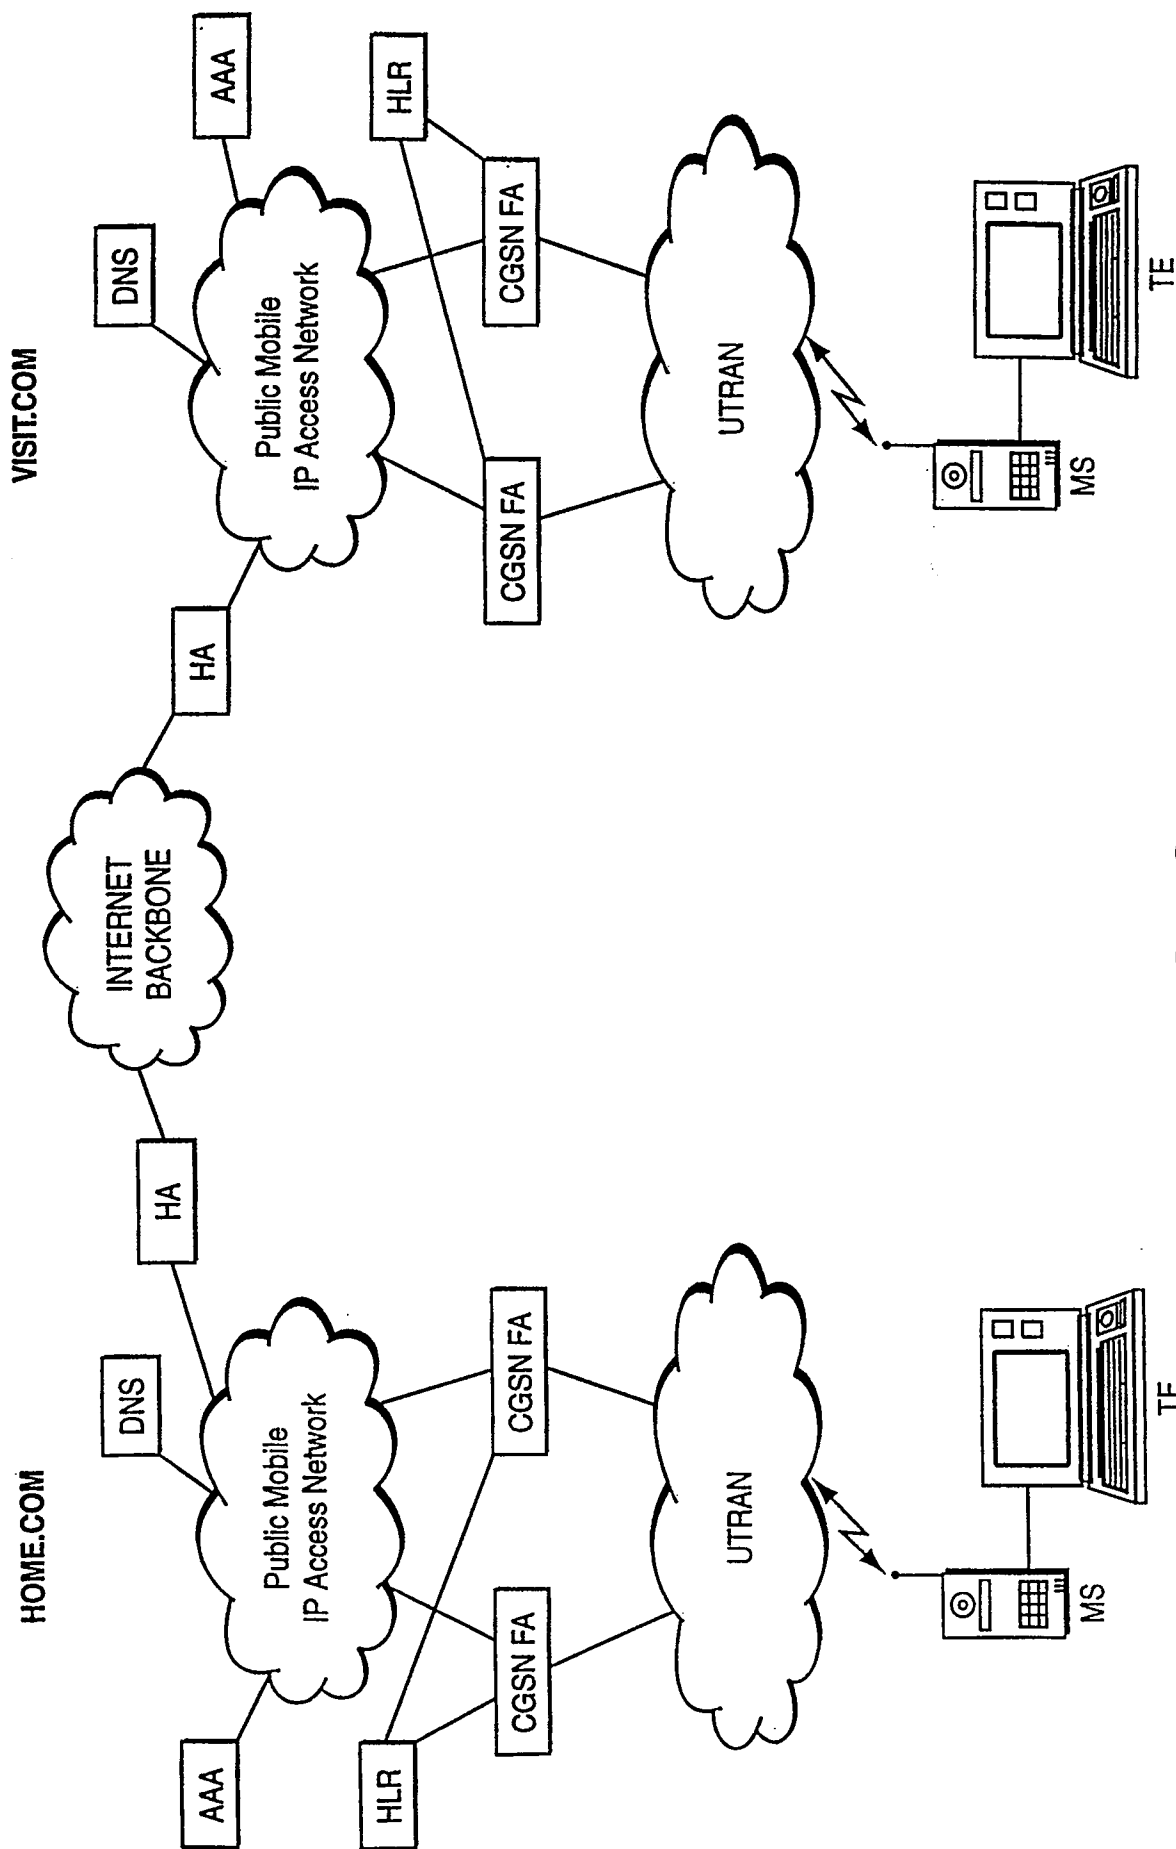 HOME.COM
VISIT.COM
INTERNET
BACKBONE
AAA
DNS
HA
HA
DNS
AAA
Public Mobile
IP Access Network
Public Mobile
IP Access Network
HLR
HLR
CGSN FA
CGSN FA
CGSN FA
CGSN FA
UTRAN
UTRAN
MS
TE
MS
TE